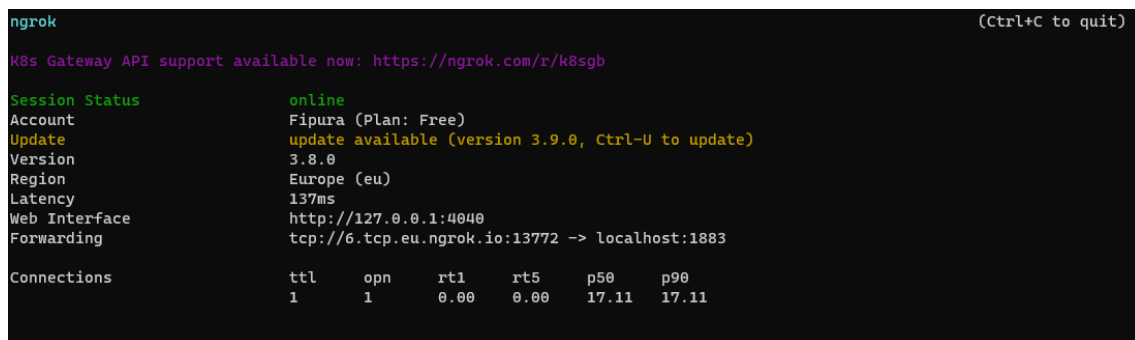 ngrok (Ctrl+C to quit)
K8s Gateway API support available now: https://ngrok.com/r/k8sgb
Session Status online
Account Fipura (Plan: Free)
Update update available (version 3.9.0, Ctrl-U to update)
Version 3.8.0
Region Europe (eu)
Latency 137ms
Web Interface http://127.0.0.1:4040
Forwarding tcp://6.tcp.eu.ngrok.io:13772 -> localhost:1883
Connections ttl opn rt1 rt5 p50 p90
1 1 0.00 0.00 17.11 17.11